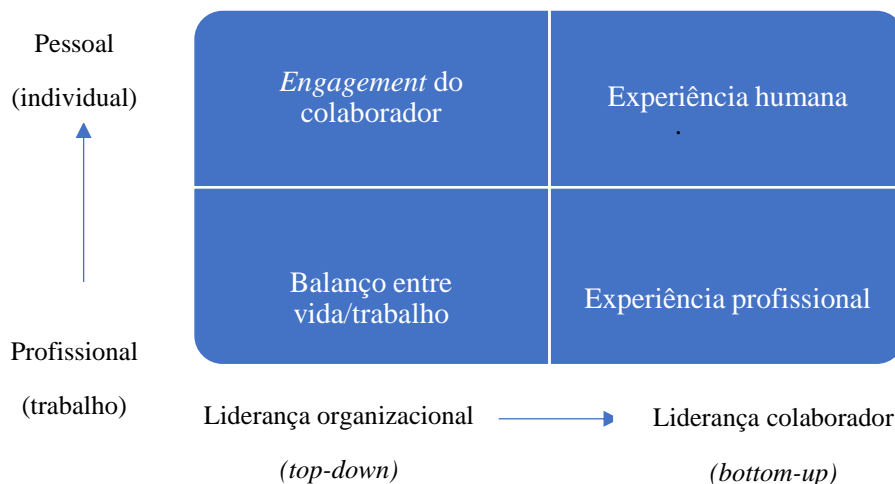 Pessoal
(individual)
Engagement do
colaborador
Experiência humana
.
Balanço entre
vida/trabalho
Experiência profissional
Profissional
(trabalho)
Liderança organizacional
(top-down)
Liderança colaborador
(bottom-up)